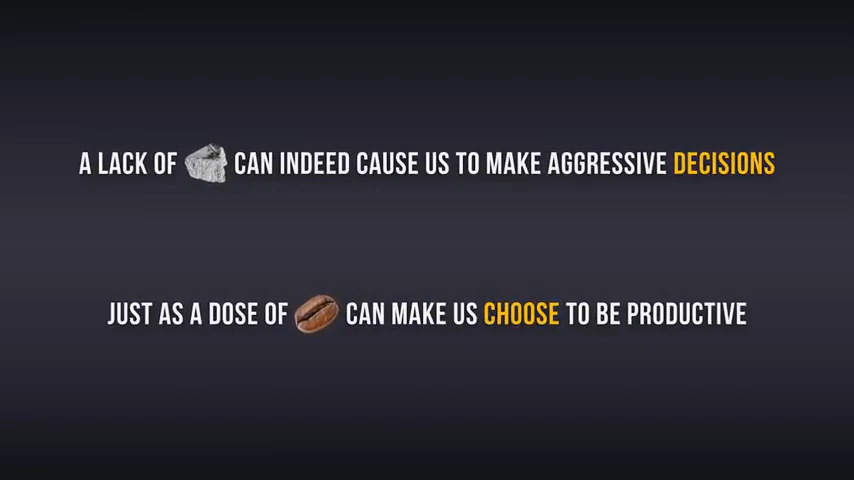 A LACK OF CAN INDEED CAUSE US TO MAKE AGGRESSIVE DECISIONS
JUST AS A DOSE OF CAN MAKE US CHOOSE TO BE PRODUCTIVE